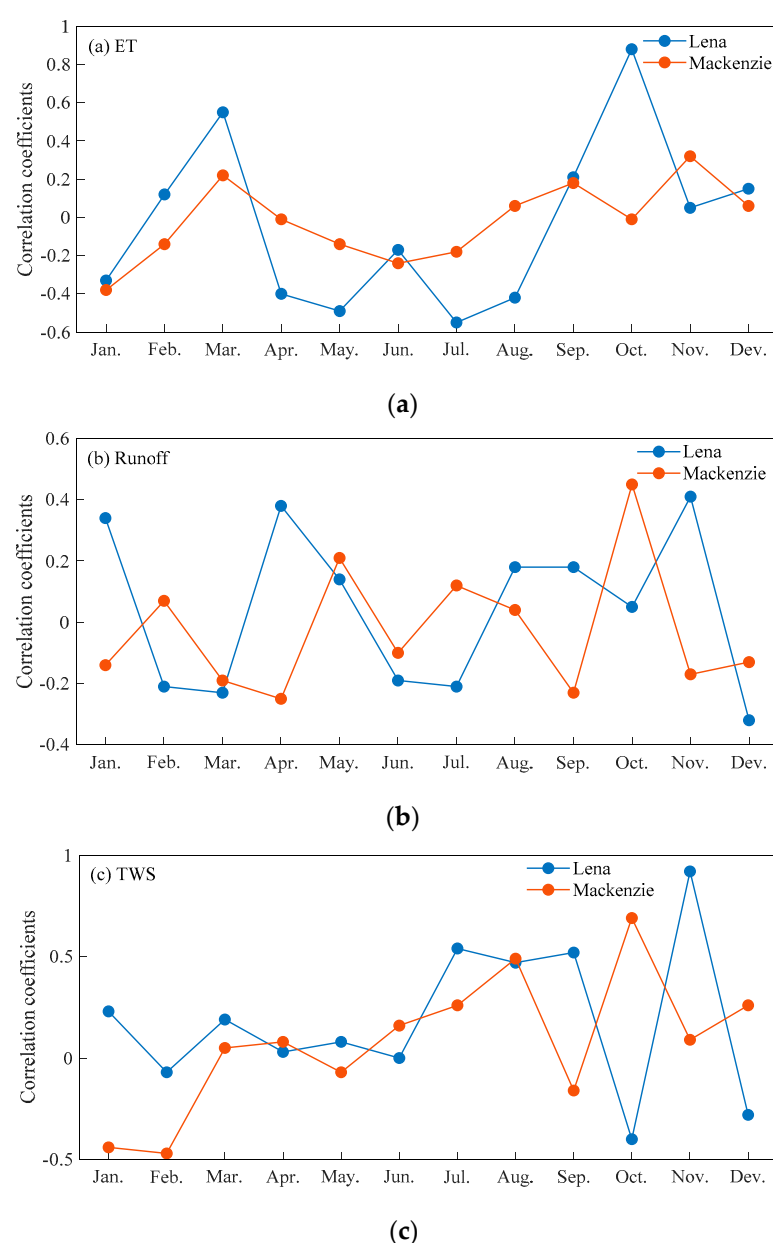 (a) ET
Lena
Mackenzie
Correlation coefficients
1
0.8
0.6
0.4
0.2
0
-0.2
-0.4
-0.6
Jan. Feb. Mar. Apr. May. Jun. Jul. Aug. Sep. Oct. Nov. Dev.
(a)
(b) Runoff
Lena
Mackenzie
Correlation coefficients
0.6
0.4
0.2
0
-0.2
-0.4
Jan. Feb. Mar. Apr. May. Jun. Jul. Aug. Sep. Oct. Nov. Dev.
(b)
(c) TWS
Lena
Mackenzie
Correlation coefficients
1
0.5
0
-0.5
Jan. Feb. Mar. Apr. May. Jun. Jul. Aug. Sep. Oct. Nov. Dev.
(c)